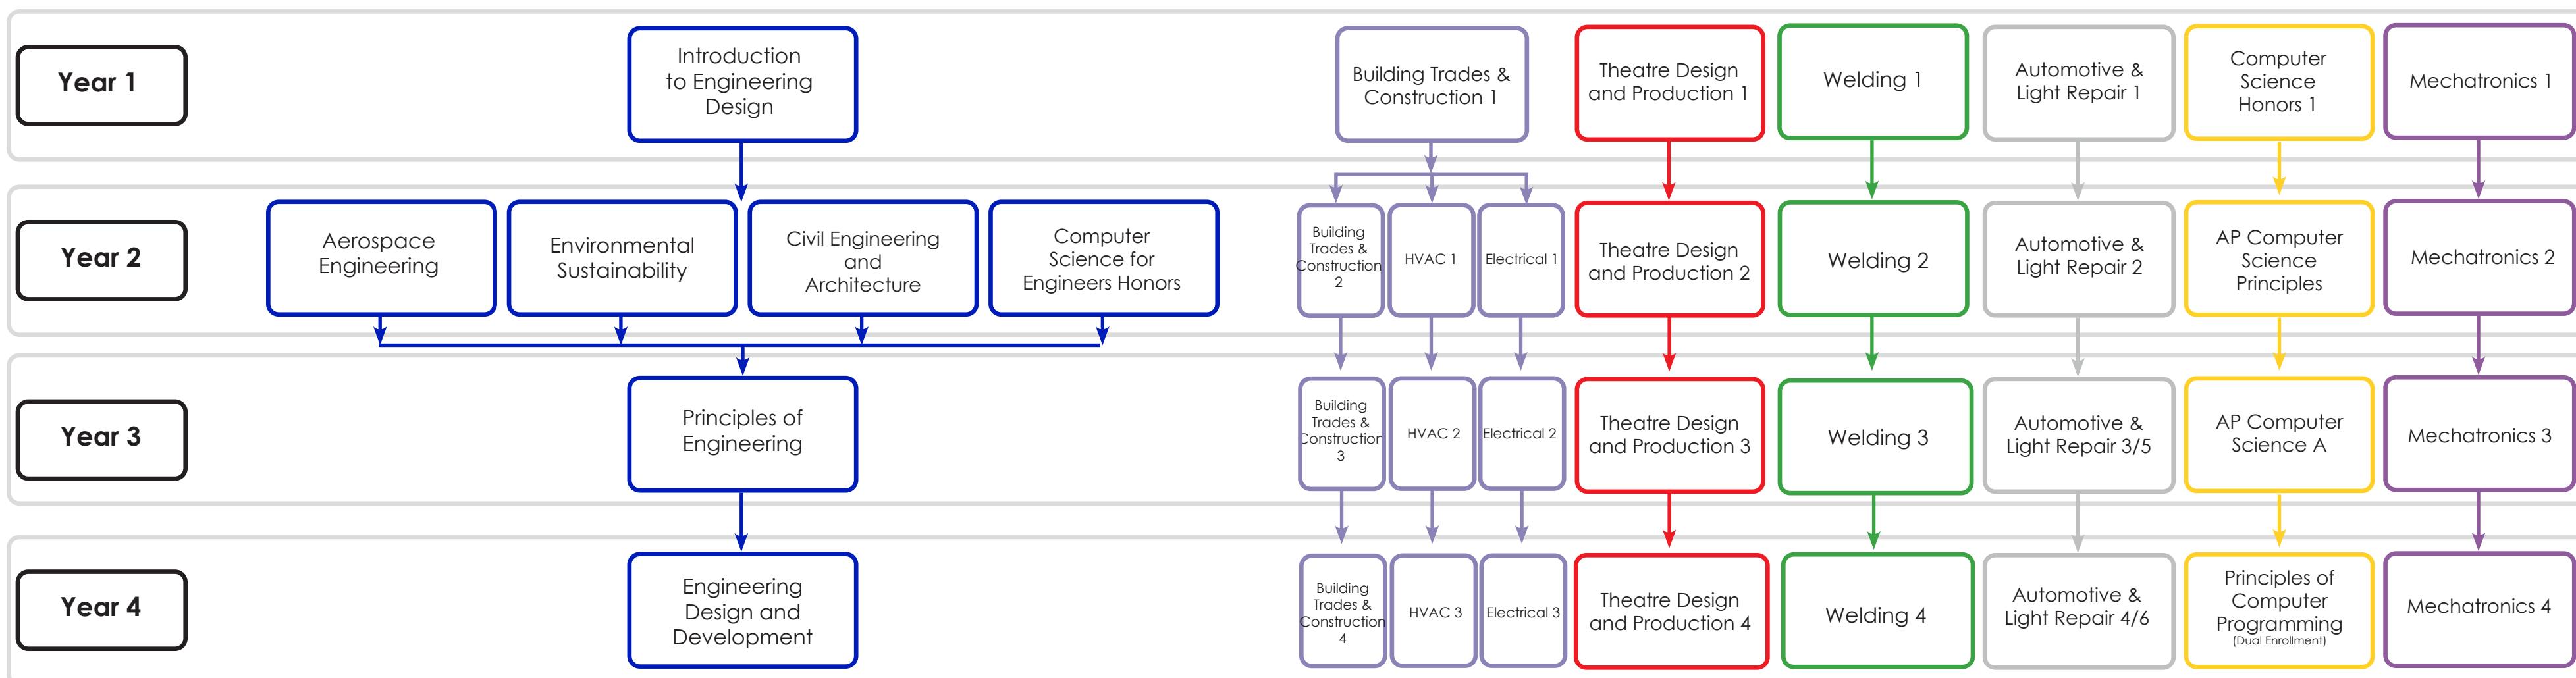 Year 1
Introduction
to Engineering
Design
Building Trades &
Construction 1
Theatre Design
and Production 1
Welding 1
Automotive &
Light Repair 1
Computer
Science
Honors 1
Mechatronics 1
Year 2
Aerospace
Engineering
Environmental
Sustainability
Civil Engineering
and
Architecture
Computer
Science for
Engineers Honors
Building
Trades &
Construction
2
HVAC 1
Electrical 1
Theatre Design
and Production 2
Welding 2
Automotive &
Light Repair 2
AP Computer
Science
Principles
Mechatronics 2
Year 3
Principles of
Engineering
Building
Trades &
Construction
3
HVAC 2
Electrical 2
Theatre Design
and Production 3
Welding 3
Automotive &
Light Repair 3/5
AP Computer
Science A
Mechatronics 3
Year 4
Engineering
Design and
Development
Building
Trades &
Construction
4
HVAC 3
Electrical 3
Theatre Design
and Production 4
Welding 4
Automotive &
Light Repair 4/6
Principles of
Computer
Programming
(Dual Enrollment)
Mechatronics 4